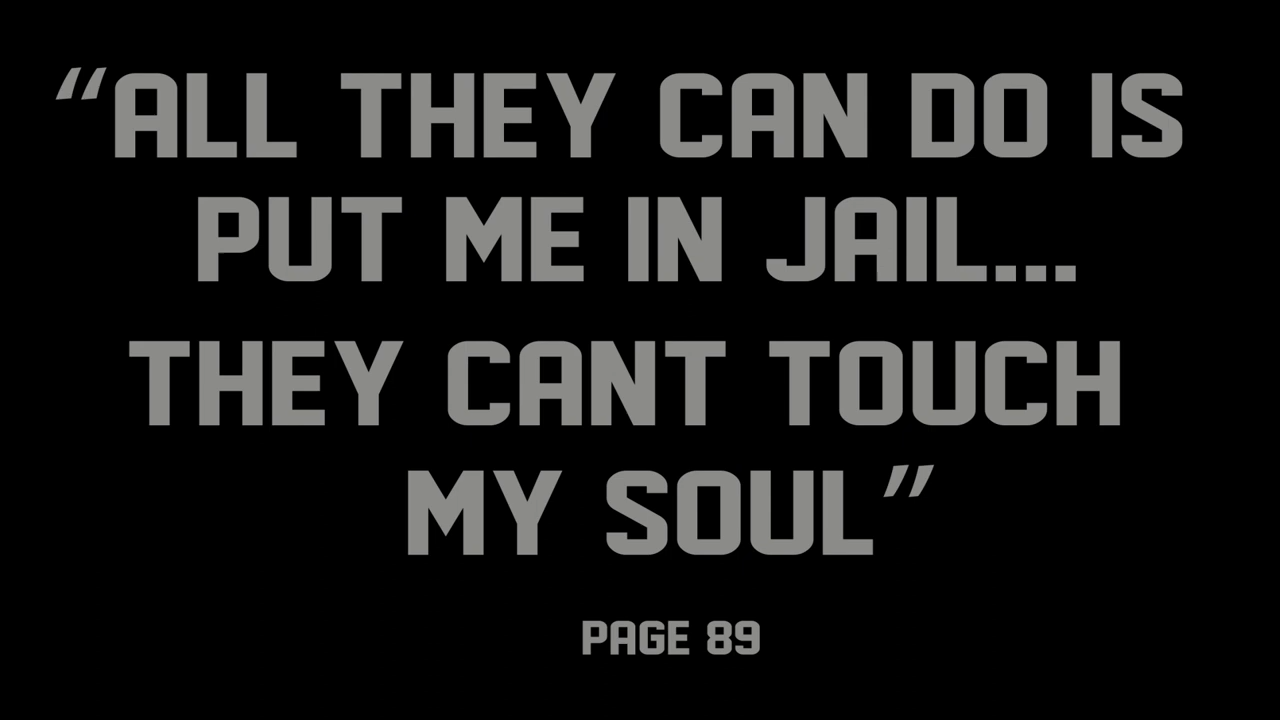 “ALL THEY CAN DO IS
PUT ME IN JAIL...
THEY CANT TOUCH
MY SOUL”
PAGE 89